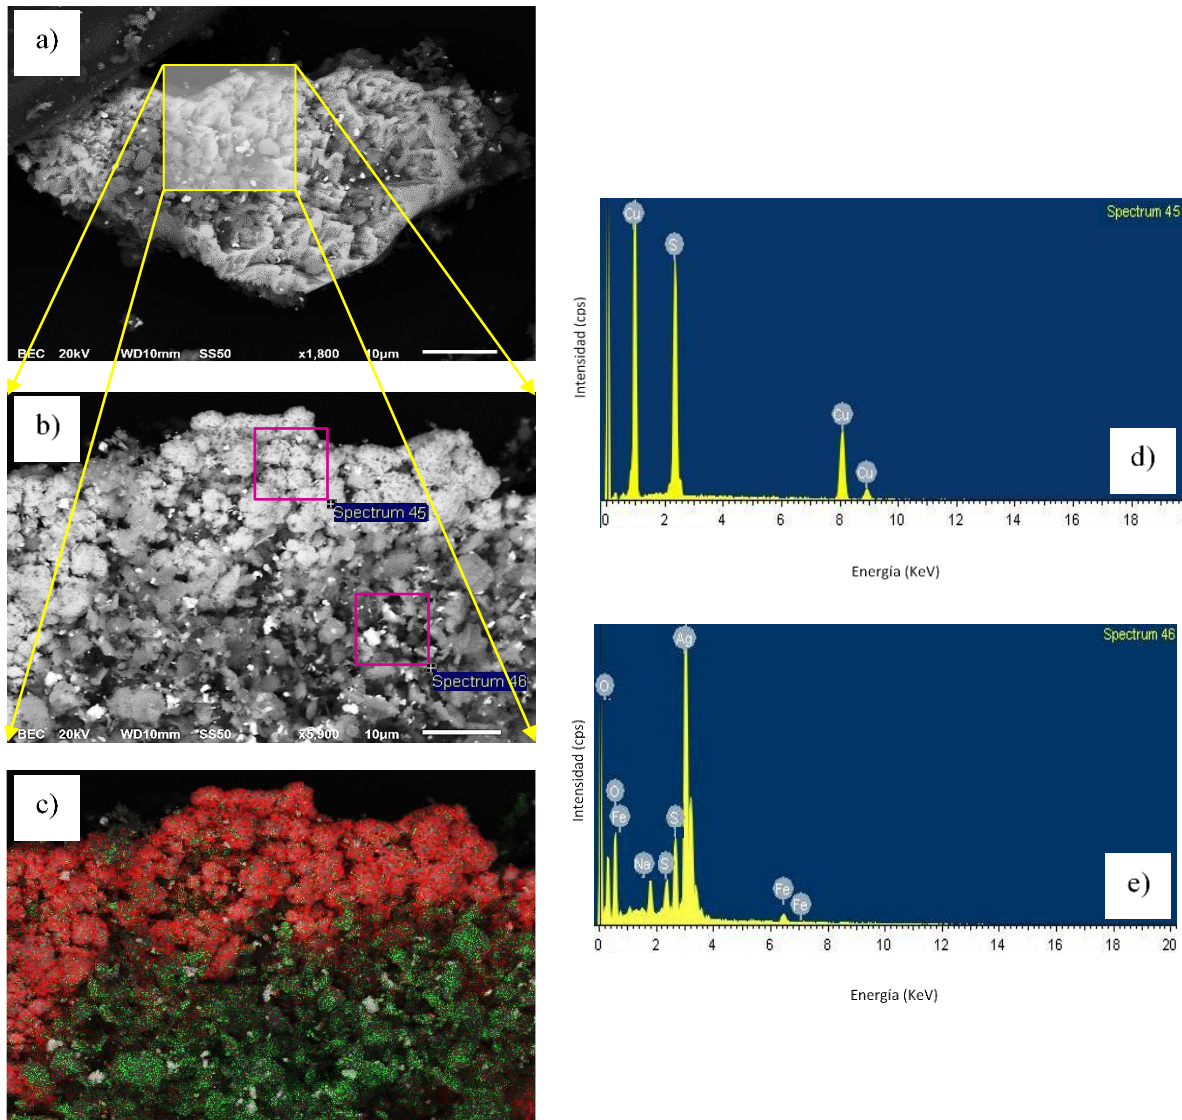 a)
BEC 20kV WD10mm SS50 x1,800 10µm
b)
Spectrum 45
Spectrum 46
BEC 20kV WD10mm SS50 x5,900 10µm
c)
Spectrum 45
Cu
S
Cu
Cu
d)
Intensidad (cps)
0 2 4 6 8 10 12 14 16 18
Energía (KeV)
Spectrum 46
Ag
O
O
Fe
S
Na
S
Fe
Fe
e)
Intensidad (cps)
0 2 4 6 8 10 12 14 16 18 20
Energía (KeV)